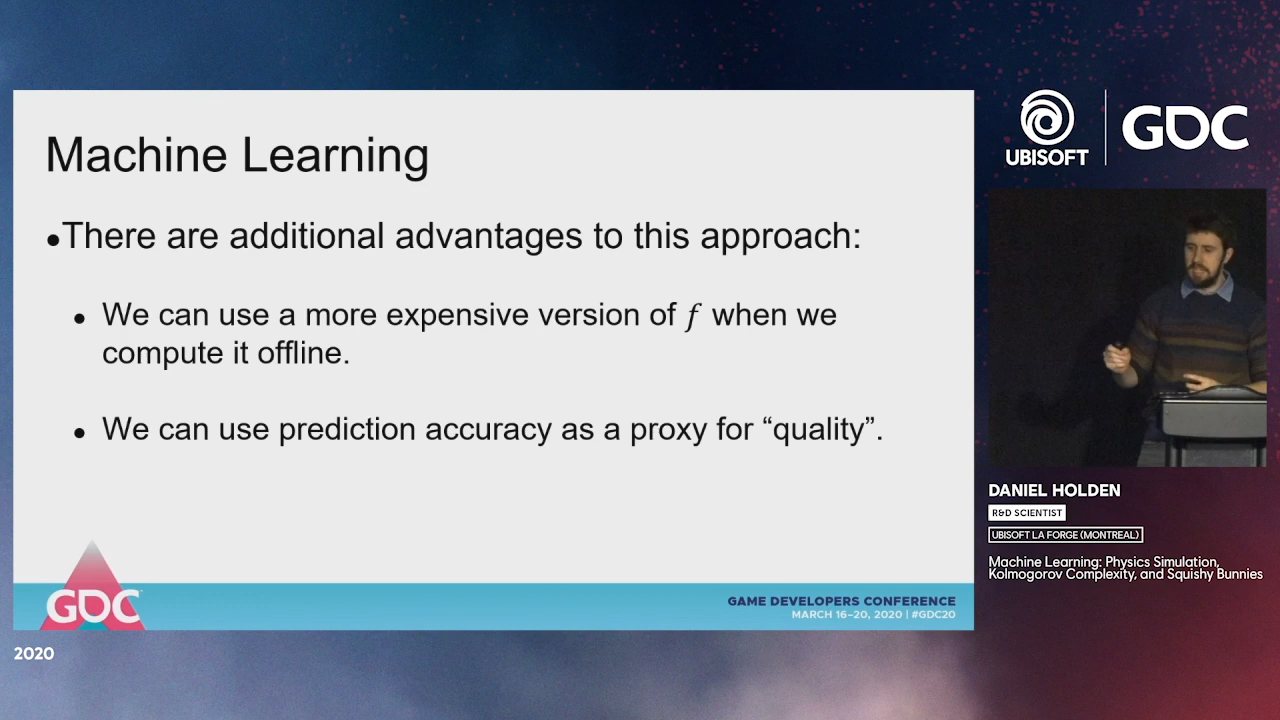 Machine Learning
•There are additional advantages to this approach:
• We can use a more expensive version of f when we
compute it offline.
• We can use prediction accuracy as a proxy for “quality”.
GDC
GAME DEVELOPERS CONFERENCE
MARCH 16–20, 2020 | #GDC20
2020
UBISOFT
GDC
DANIEL HOLDEN
R&D SCIENTIST
UBISOFT LA FORGE (MONTREAL)
Machine Learning: Physics Simulation,
Kolmogorov Complexity, and Squishy Bunnies